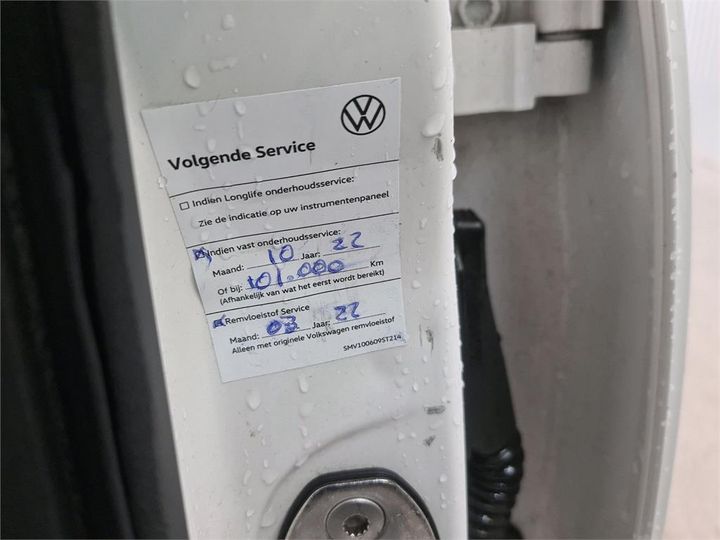 Volgende Service
Indien Longlife onderhoudsservice:
Zie de indicatie op uw instrumentenpaneel
Indien vast onderhoudsservice:
Maand: 10 Jaar: 22
Of bij: 101.000 Km
(Afhankelijk van wat het eerst wordt bereikt)
Remvloeistof Service
Maand: 03 Jaar: 22
Alleen met originele Volkswagen remvloeistof
SMV100609ST214